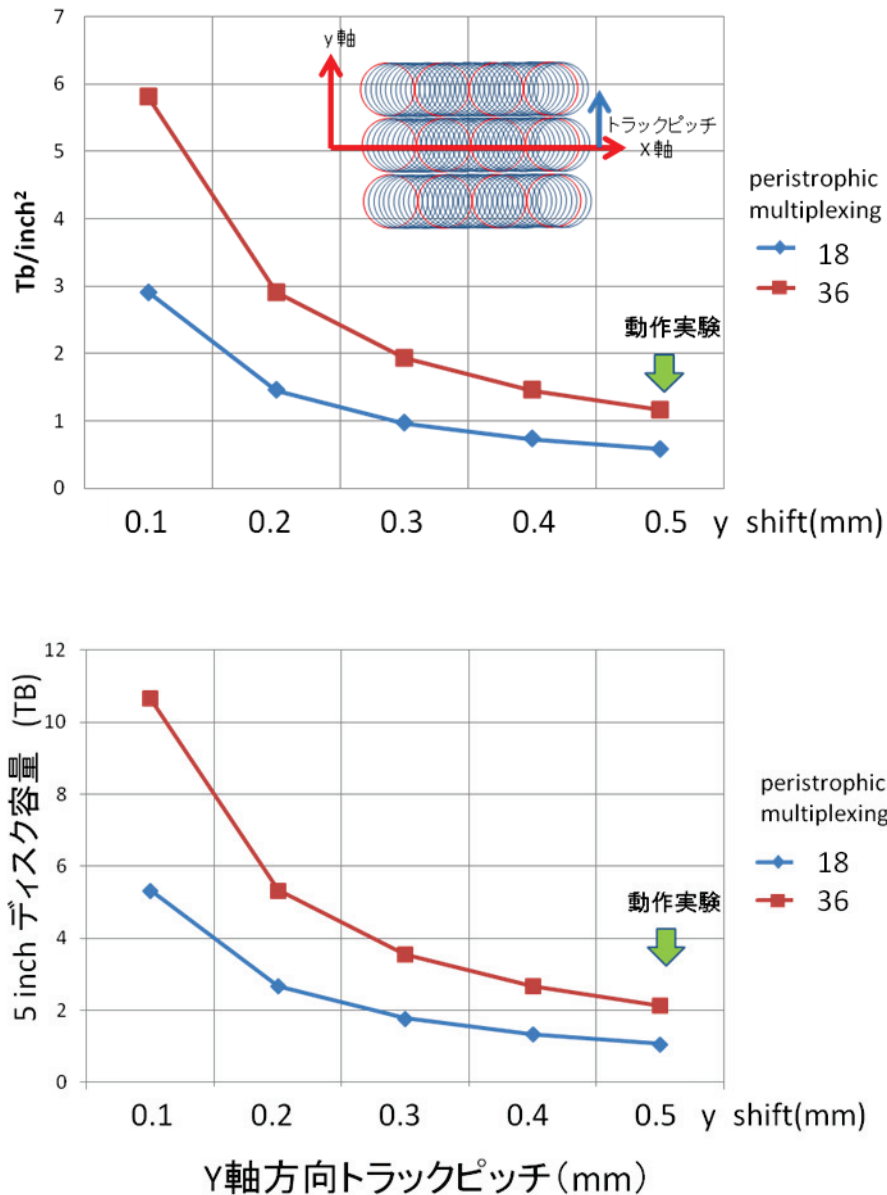 7
6
5
4
3
2
1
0
Tb/inch²
y 軸
トラックピッチ
X 軸
peristrophic
multiplexing
18
36
動作実験
0.1 0.2 0.3 0.4 0.5 y shift(mm)
12
10
8
6
4
2
0
5 inch ディスク容量 (TB)
peristrophic
multiplexing
18
36
動作実験
0.1 0.2 0.3 0.4 0.5 y shift(mm)
Y軸方向トラックピッチ(mm)